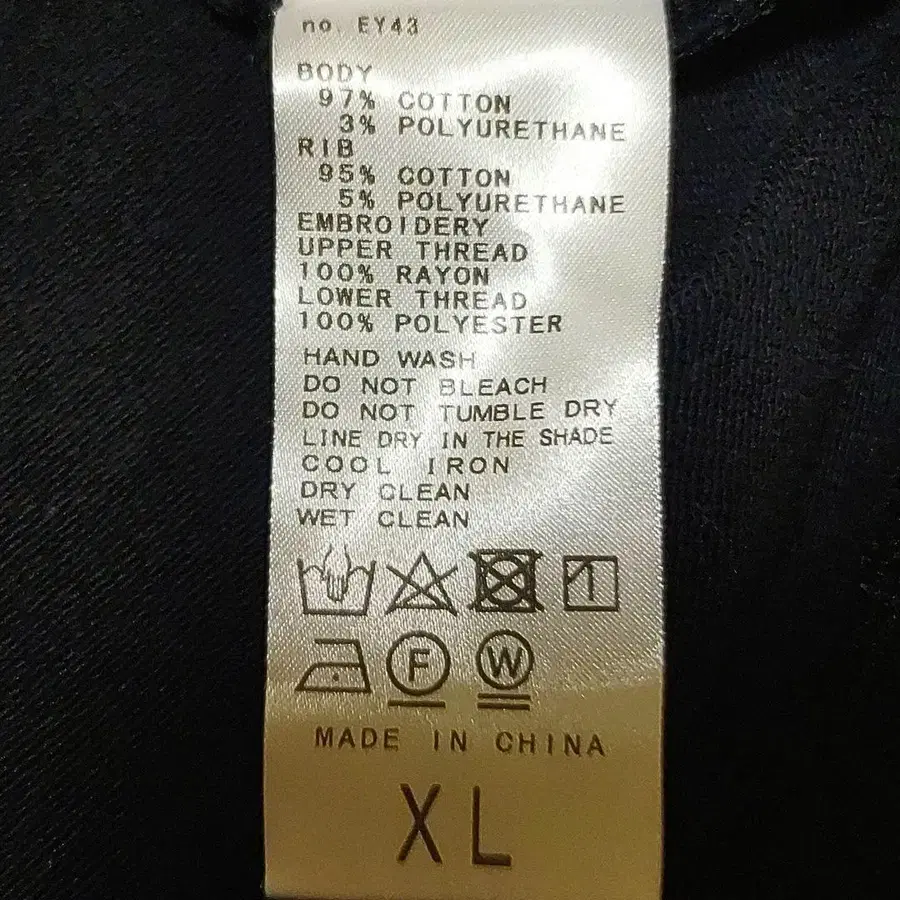 no. EY43
BODY
97% COTTON
3% POLYURETHANE
RIB
95% COTTON
5% POLYURETHANE
EMBROIDERY
UPPER THREAD
100% RAYON
LOWER THREAD
100% POLYESTER
HAND WASH
DO NOT BLEACH
DO NOT TUMBLE DRY
LINE DRY IN THE SHADE
COOL IRON
DRY CLEAN
WET CLEAN
F W
MADE IN CHINA
XL